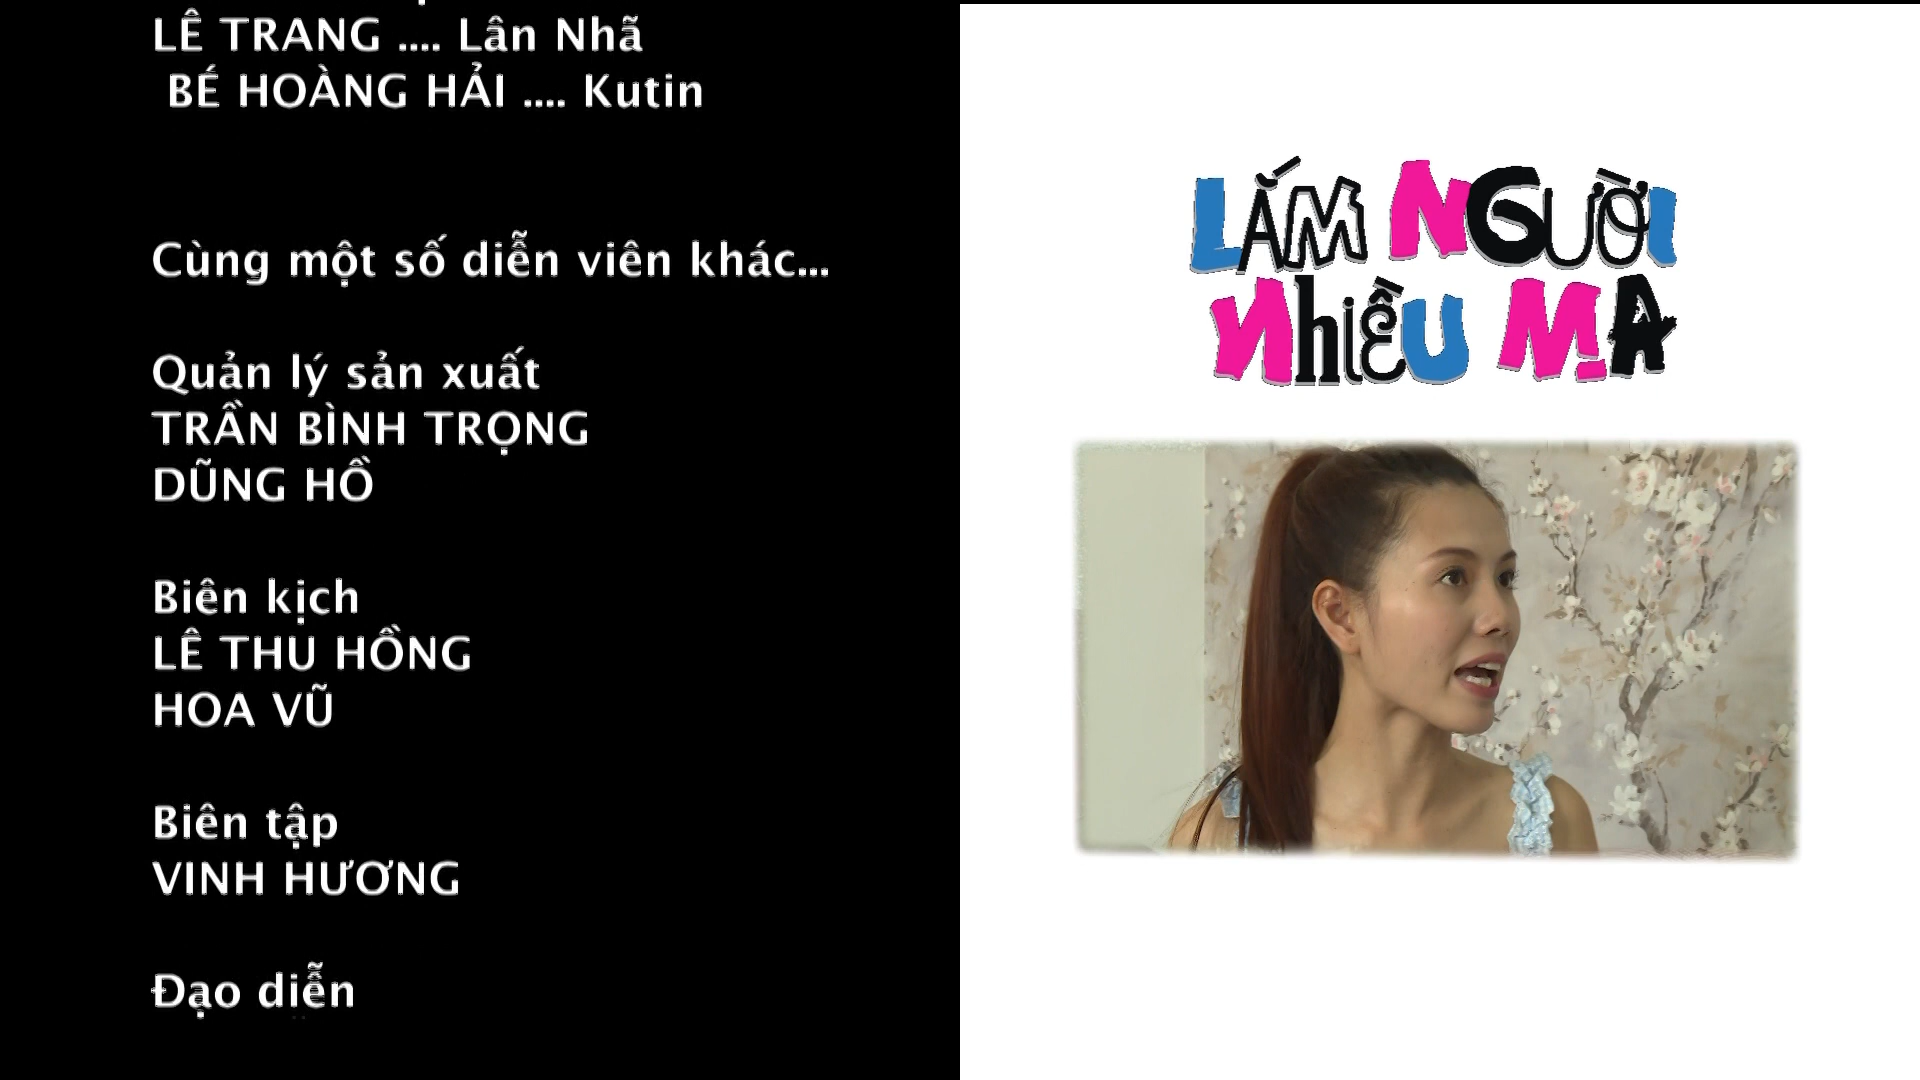 LÊ TRANG .... Lân Nhã
BÉ HOÀNG HẢI .... Kutin
Cùng một số diễn viên khác...
Quản lý sản xuất
TRẦN BÌNH TRỌNG
DŨNG HỒ
Biên kịch
LÊ THU HỒNG
HOA VŨ
Biên tập
VINH HƯƠNG
Đạo diễn
LẮM NGƯỜI
NHIỀU MA